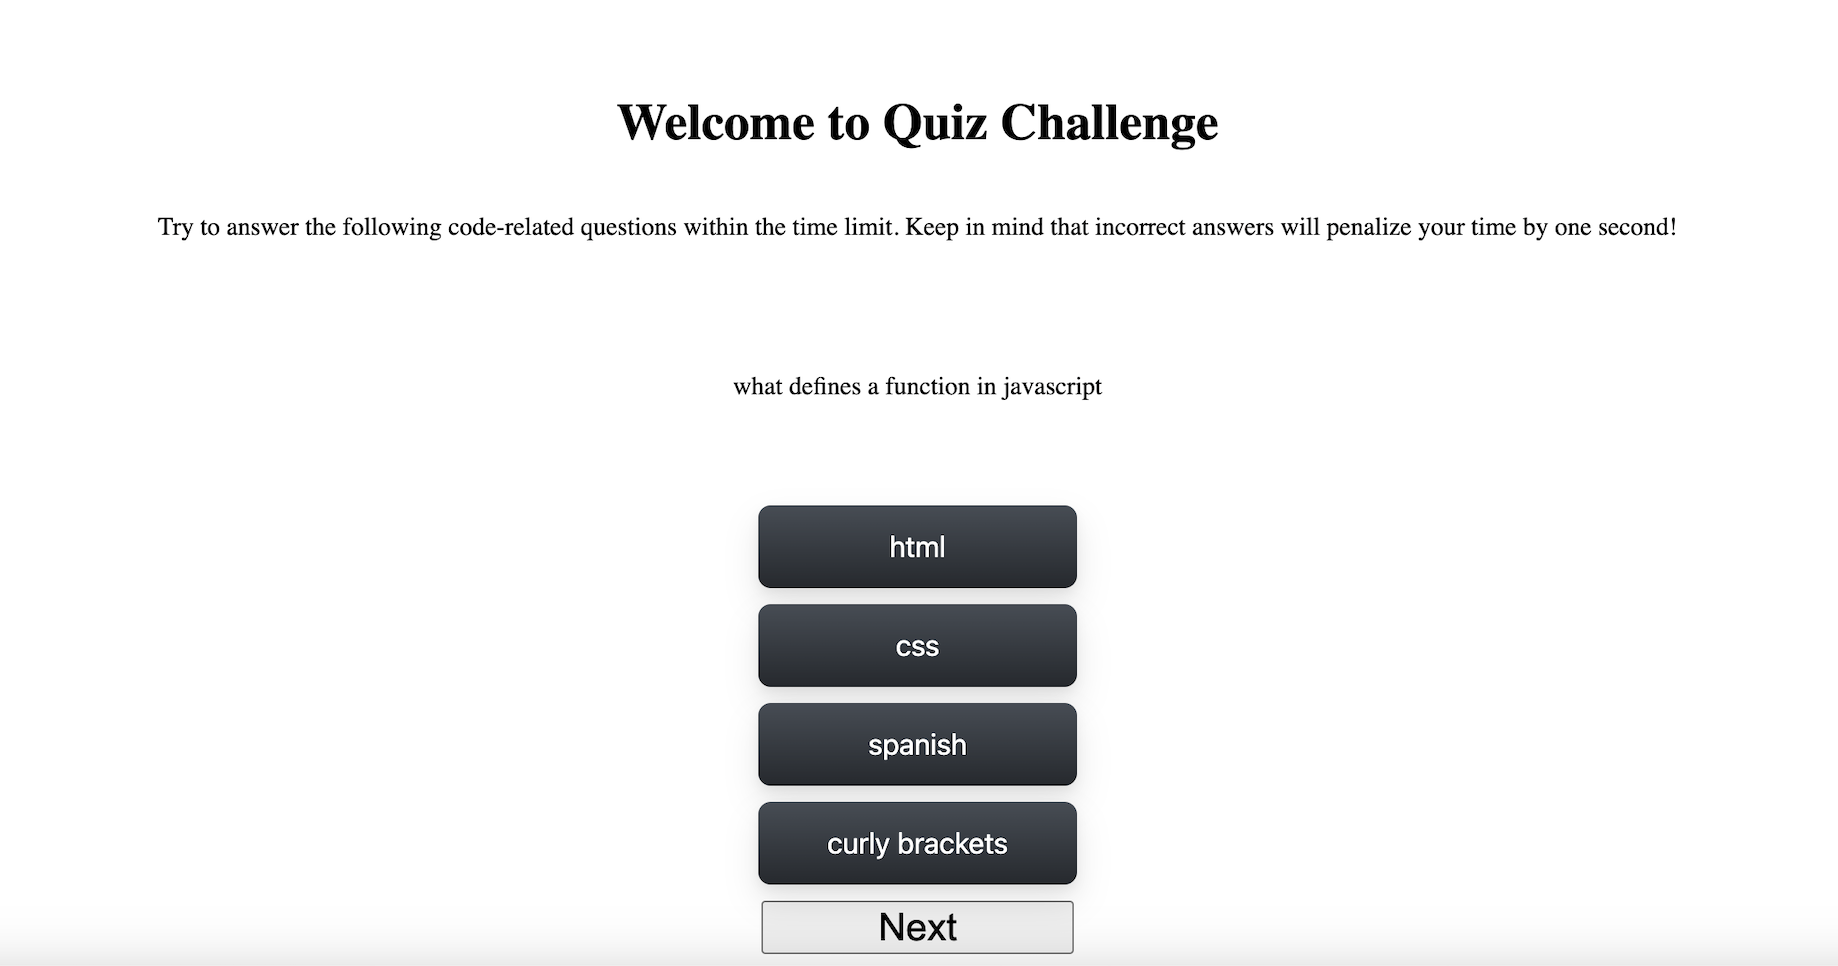 Welcome to Quiz Challenge
Try to answer the following code-related questions within the time limit. Keep in mind that incorrect answers will penalize your time by one second!
what defines a function in javascript
html
css
spanish
curly brackets
Next